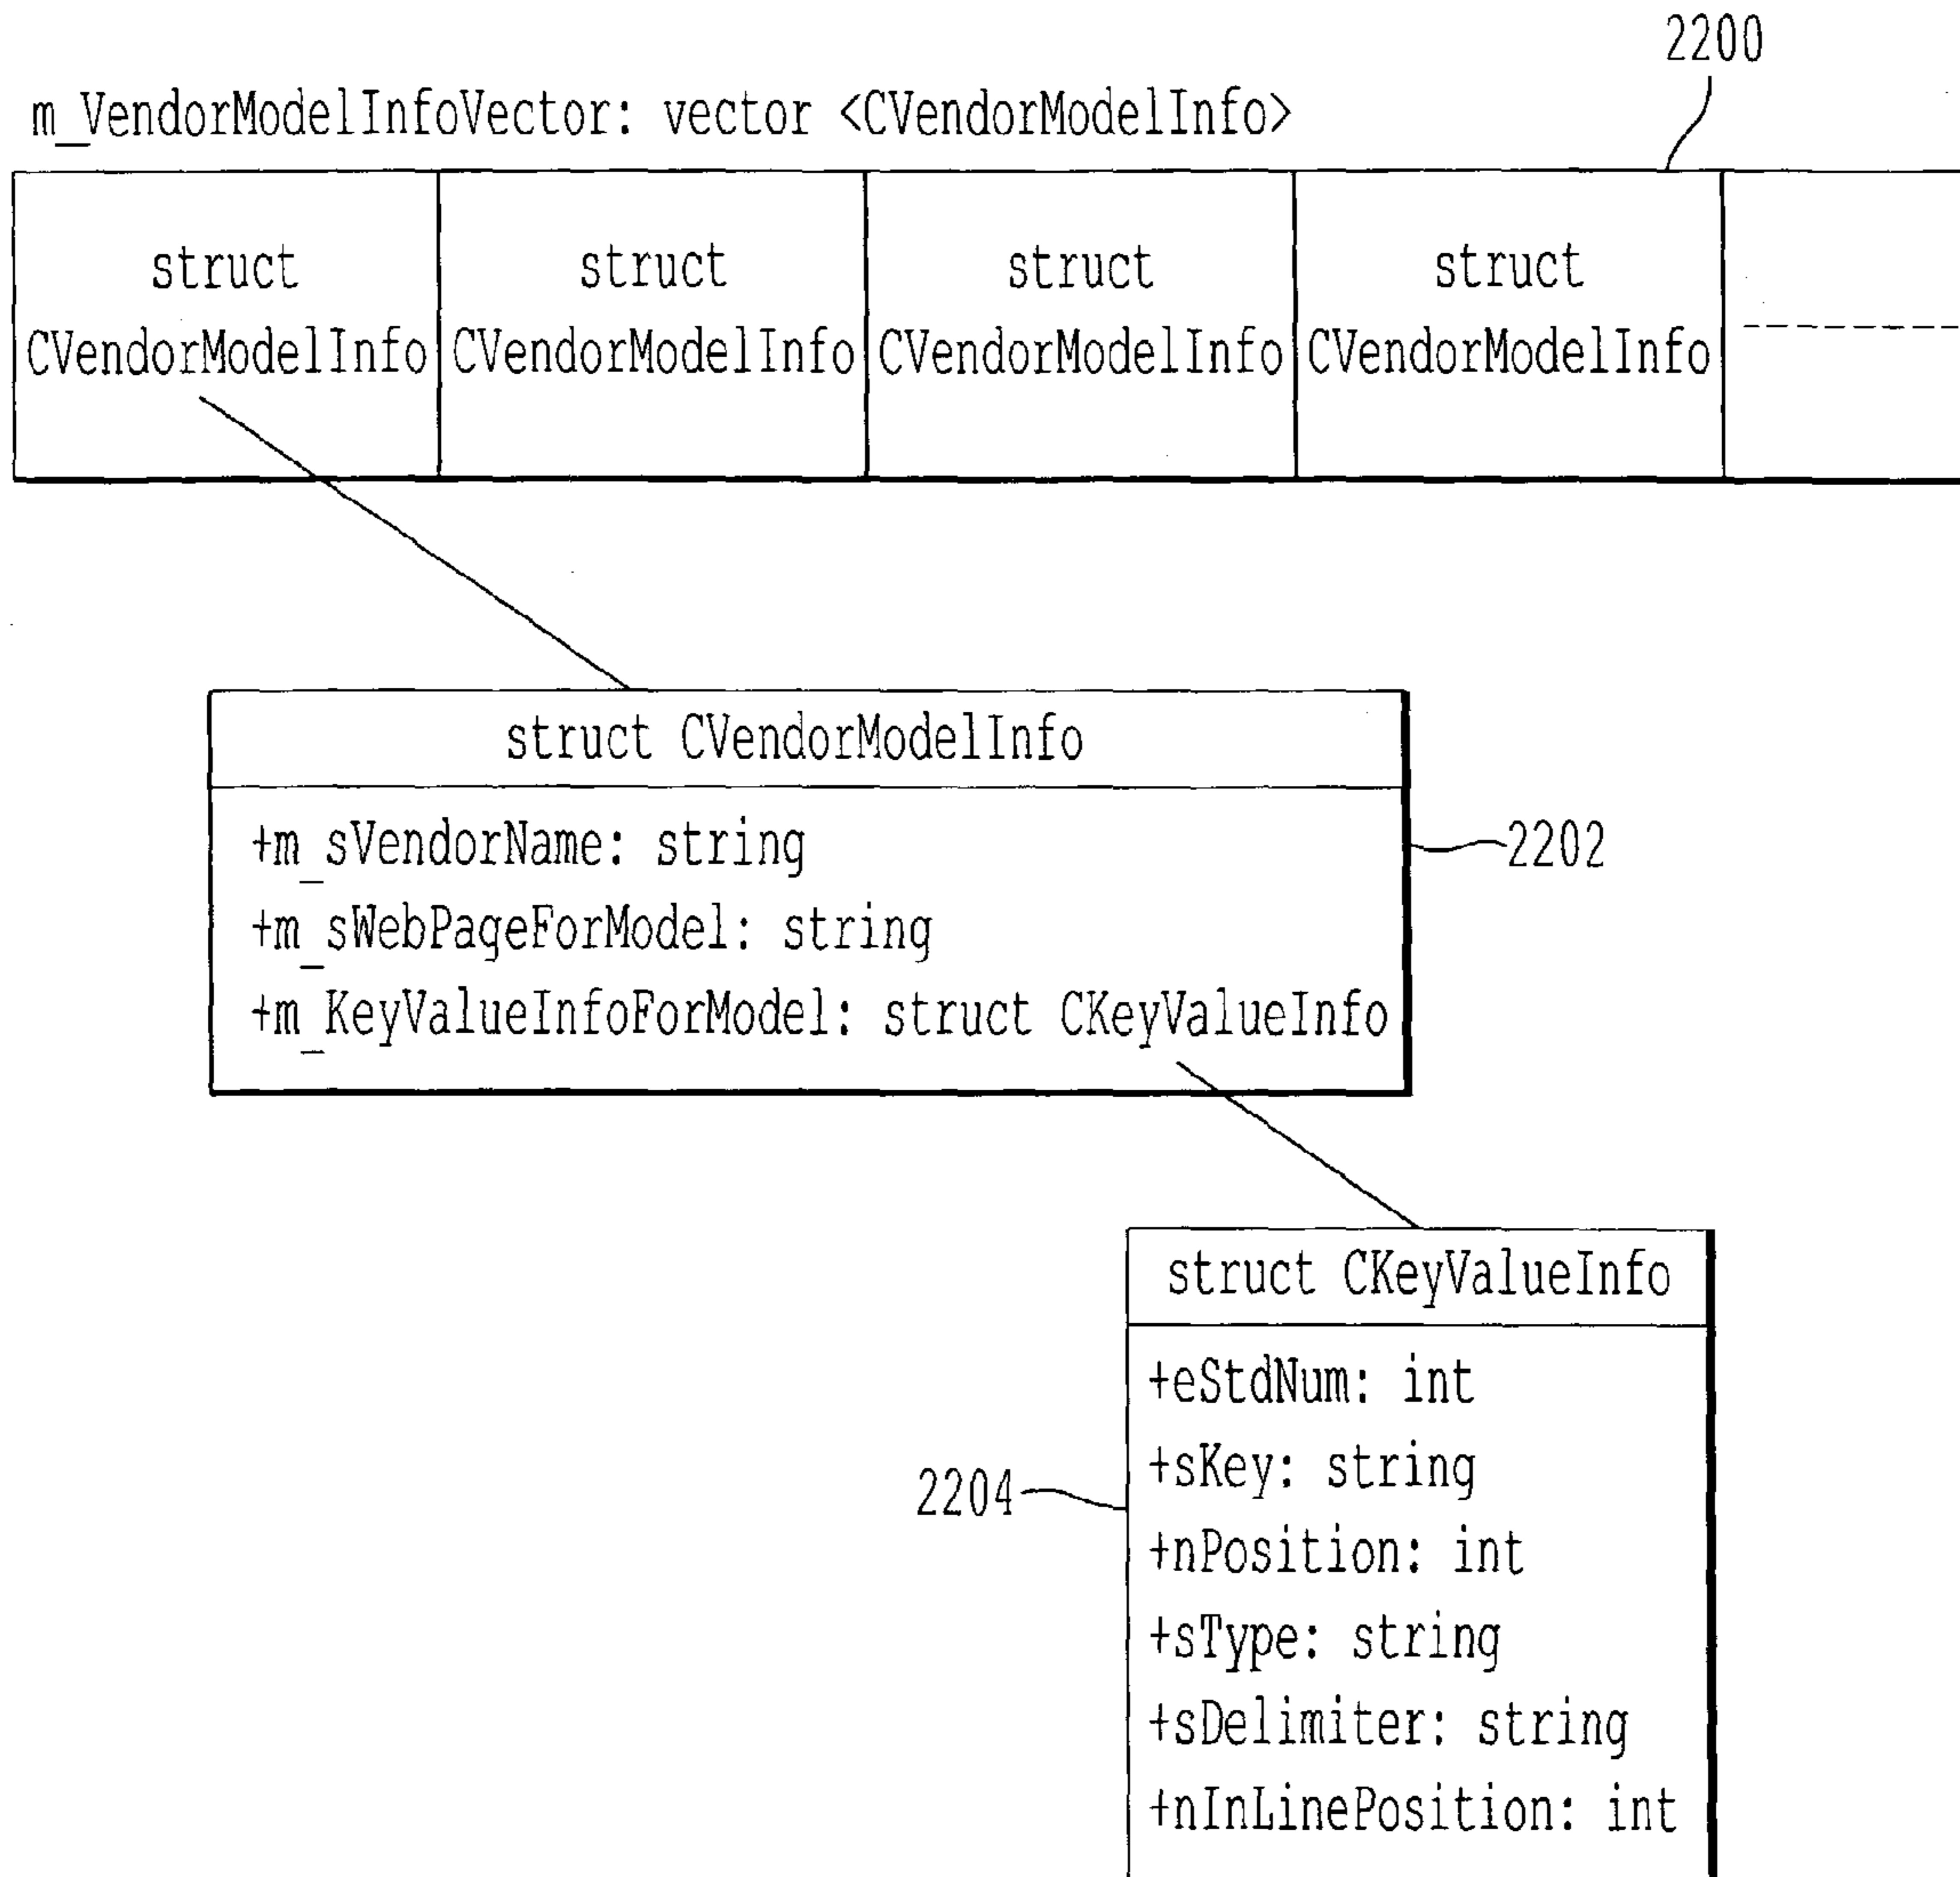 2200
m_VendorModelInfoVector: vector <CVendorModelInfo>
struct struct struct struct
CVendorModelInfo CVendorModelInfo CVendorModelInfo CVendorModelInfo
struct CVendorModelInfo
+m_sVendorName: string
2202
+m_sWebPageForModel: string
+m_KeyValueInfoForModel: struct CKeyValueInfo
struct CKeyValueInfo
+eStdNum: int
+sKey: string
2204
+nPosition: int
+sType: string
+sDelimiter: string
+nInLinePosition: int